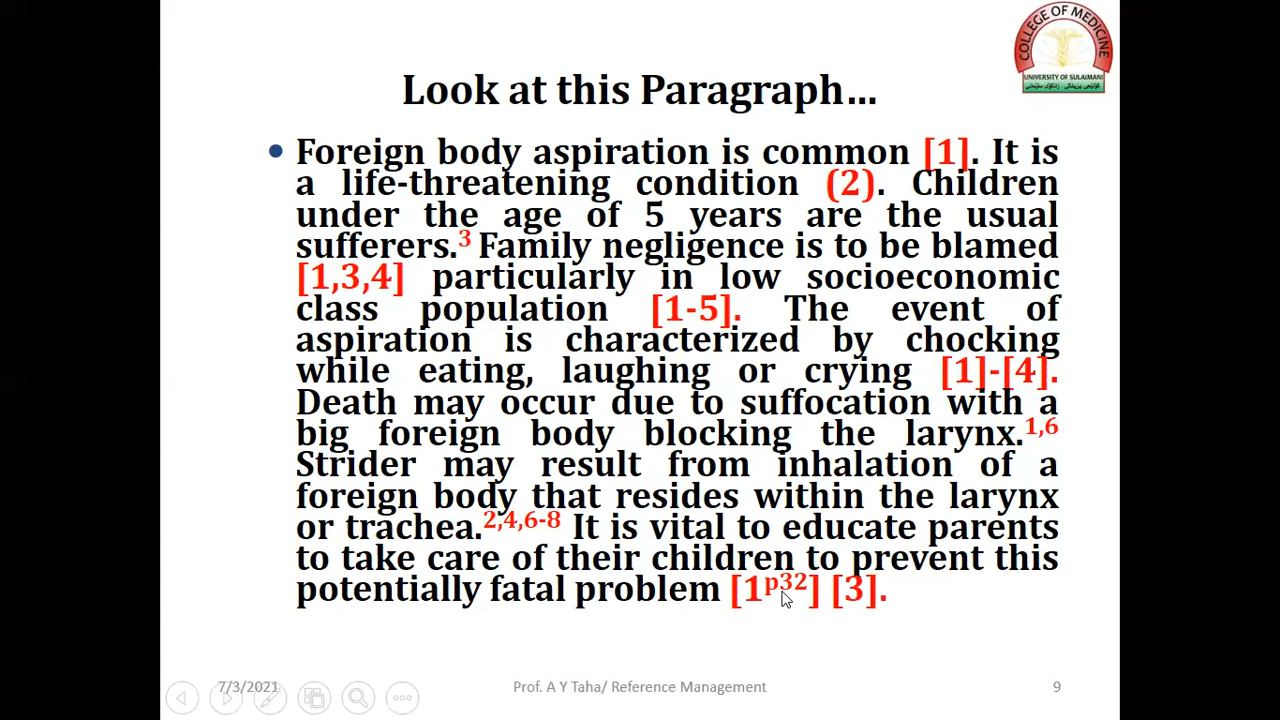 COLLEGE OF MEDICINE
UNIVERSITY OF SULAIMANI
Look at this Paragraph...
• Foreign body aspiration is common [1]. It is
a life-threatening condition (2). Children
under the age of 5 years are the usual
sufferers.3 Family negligence is to be blamed
[1,3,4] particularly in low socioeconomic
class population [1-5]. The event of
aspiration is characterized by chocking
while eating, laughing or crying [1]-[4].
Death may occur due to suffocation with a
big foreign body blocking the larynx.1,6
Strider may result from inhalation of a
foreign body that resides within the larynx
or trachea.2,4,6-8 It is vital to educate parents
to take care of their children to prevent this
potentially fatal problem [1p32] [3].
7/3/2021
Prof. A Y Taha/ Reference Management
9